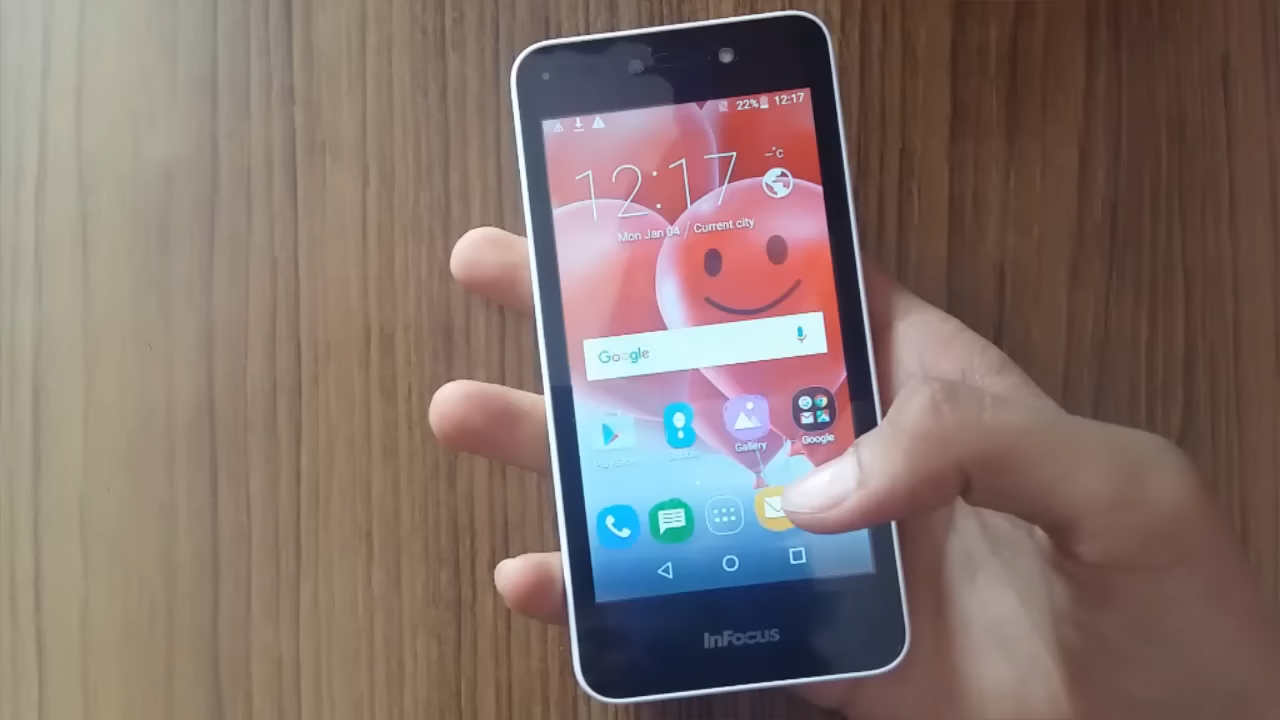 22% 12:17
12:17
–°C
Mon Jan 04 / Current city
Google
Gallery
Google
InFocus